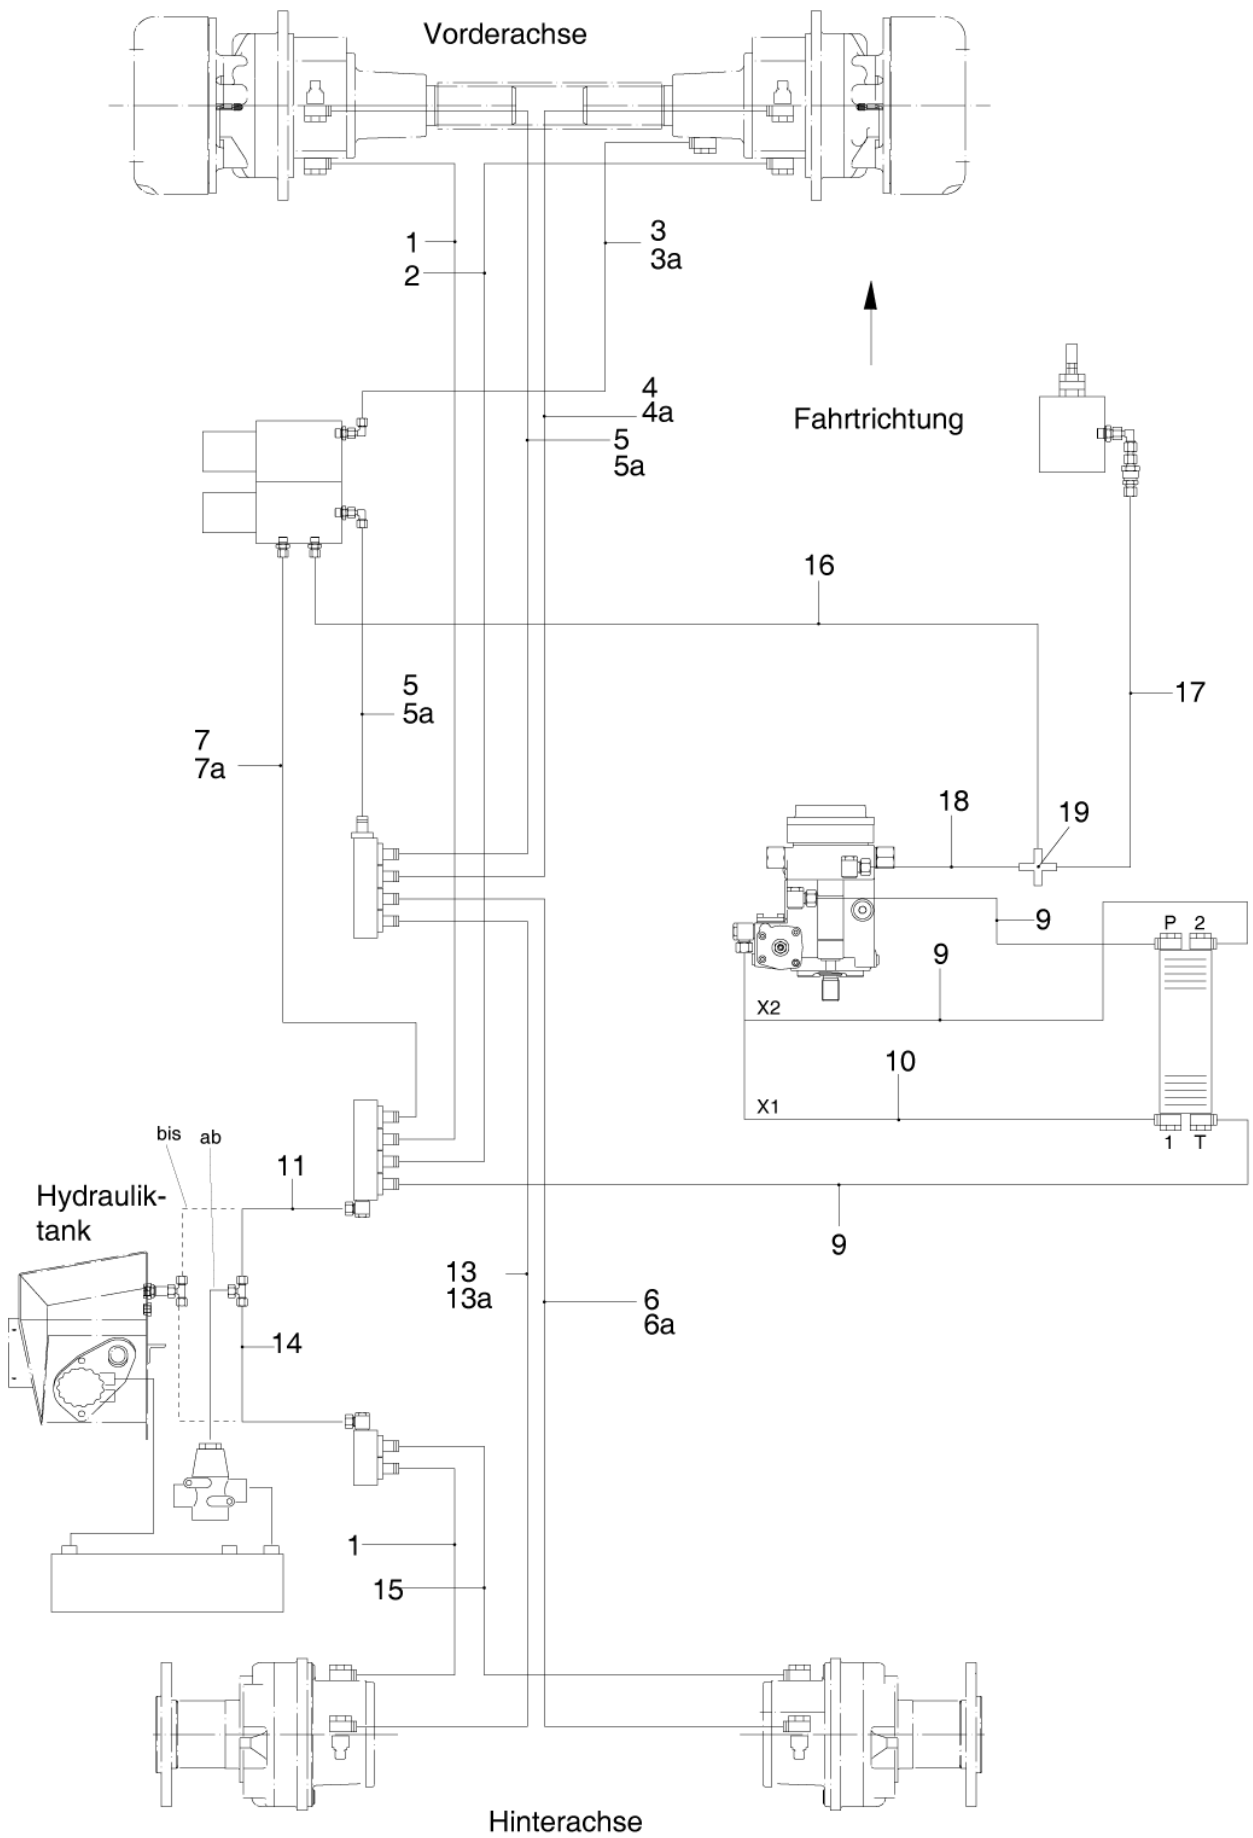 Vorderachse
1
2
3
3a
4
4a
5
5a
Fahrtrichtung
16
5
5a
17
7
7a
18
19
9
P 2
9
X2
10
X1
1 T
bis ab
11
Hydraulik-
tank
9
13
13a
6
6a
14
1
15
Hinterachse